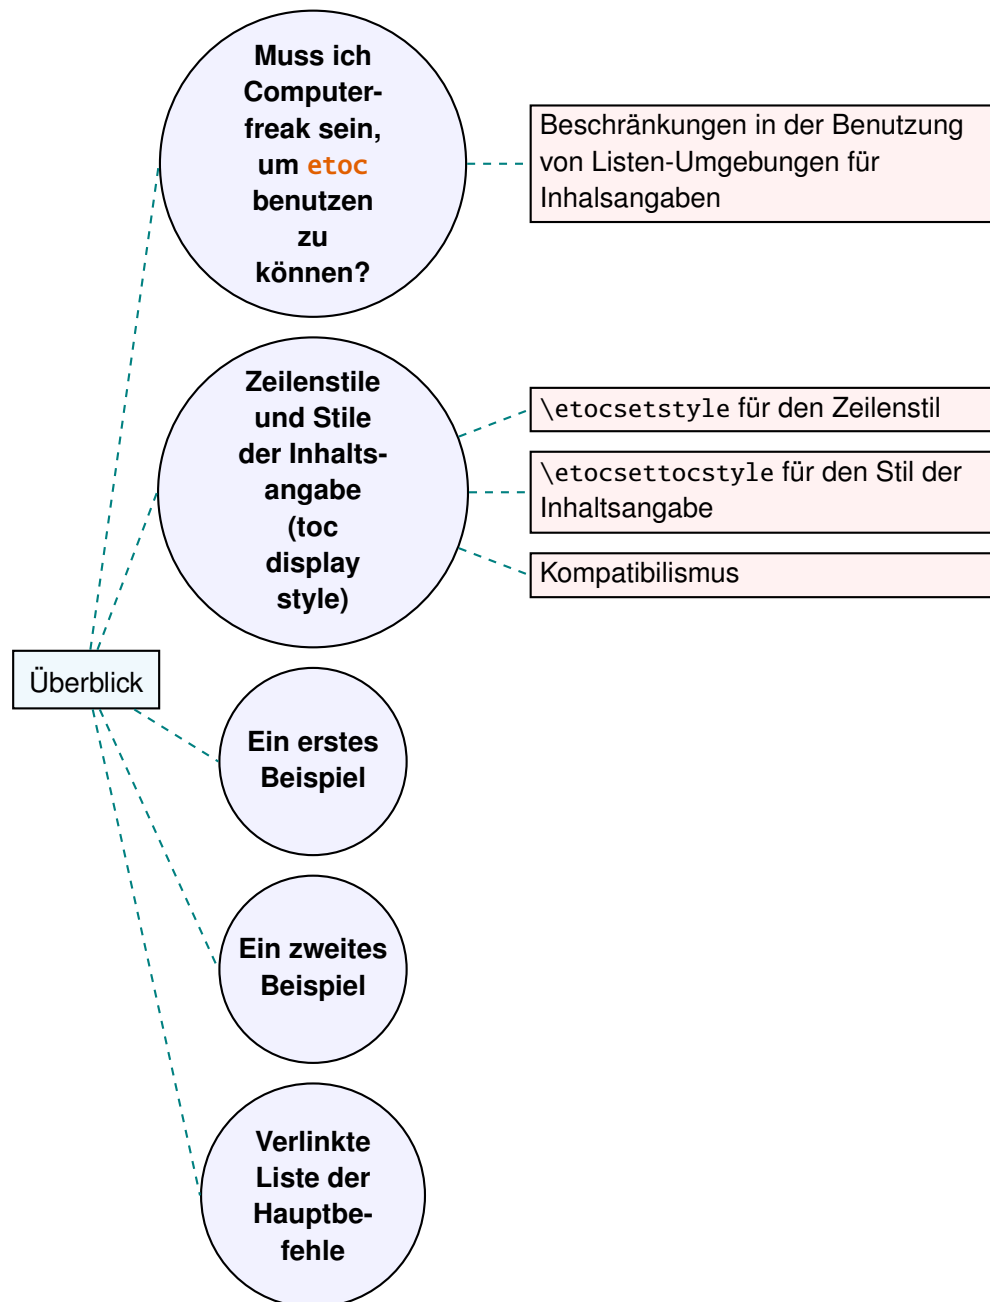 Muss ich
Computer-
freak sein,
um etoc
benutzen
zu
können?
Beschränkungen in der Benutzung
von Listen-Umgebungen für
Inhalsangaben
Zeilenstile
und Stile
der Inhalts-
angabe
(toc
display
style)
\etocsetstyle für den Zeilenstil
\etocsettocstyle für den Stil der
Inhaltsangabe
Kompatibilismus
Überblick
Ein erstes
Beispiel
Ein zweites
Beispiel
Verlinkte
Liste der
Hauptbe-
fehle